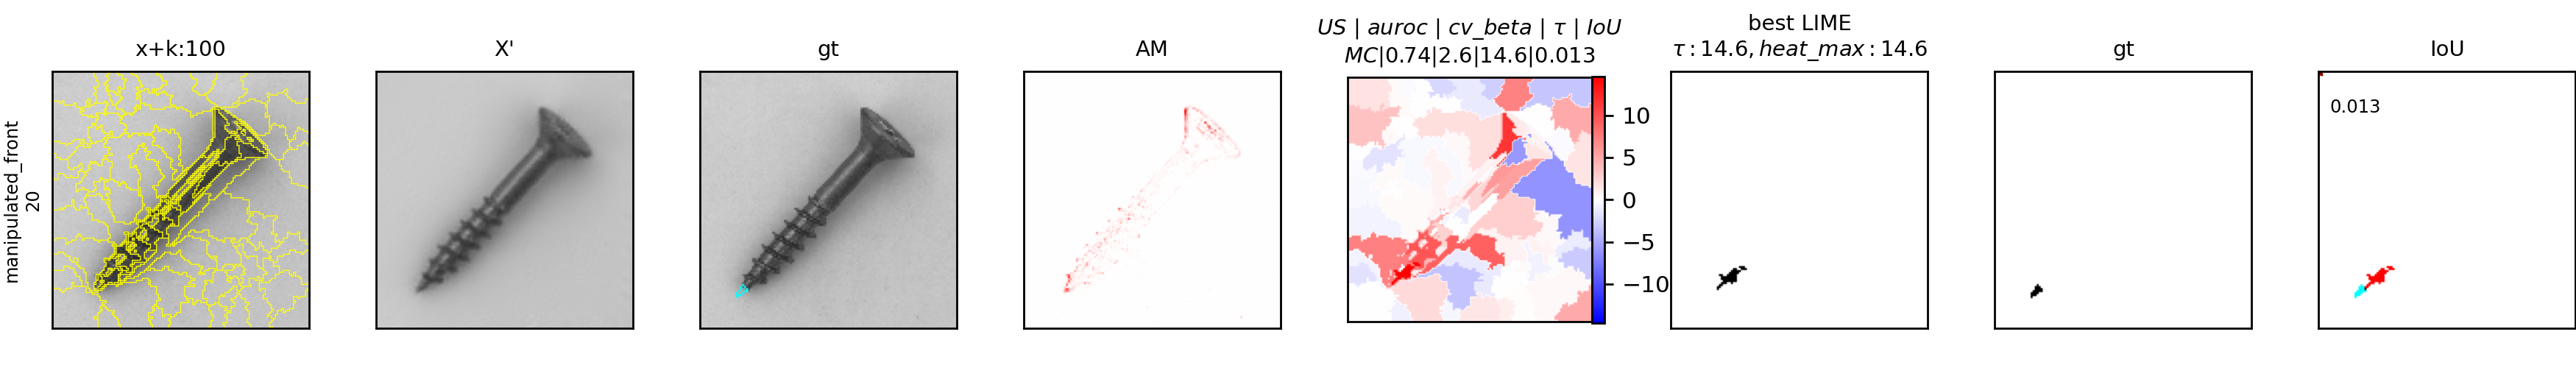 manipulated_front
20
x+k:100
X'
gt
AM
US | auroc | cv_beta | τ | IoU
MC|0.74|2.6|14.6|0.013
10
5
0
−5
−10
best LIME
τ : 14.6, heat_max : 14.6
gt
IoU
0.013